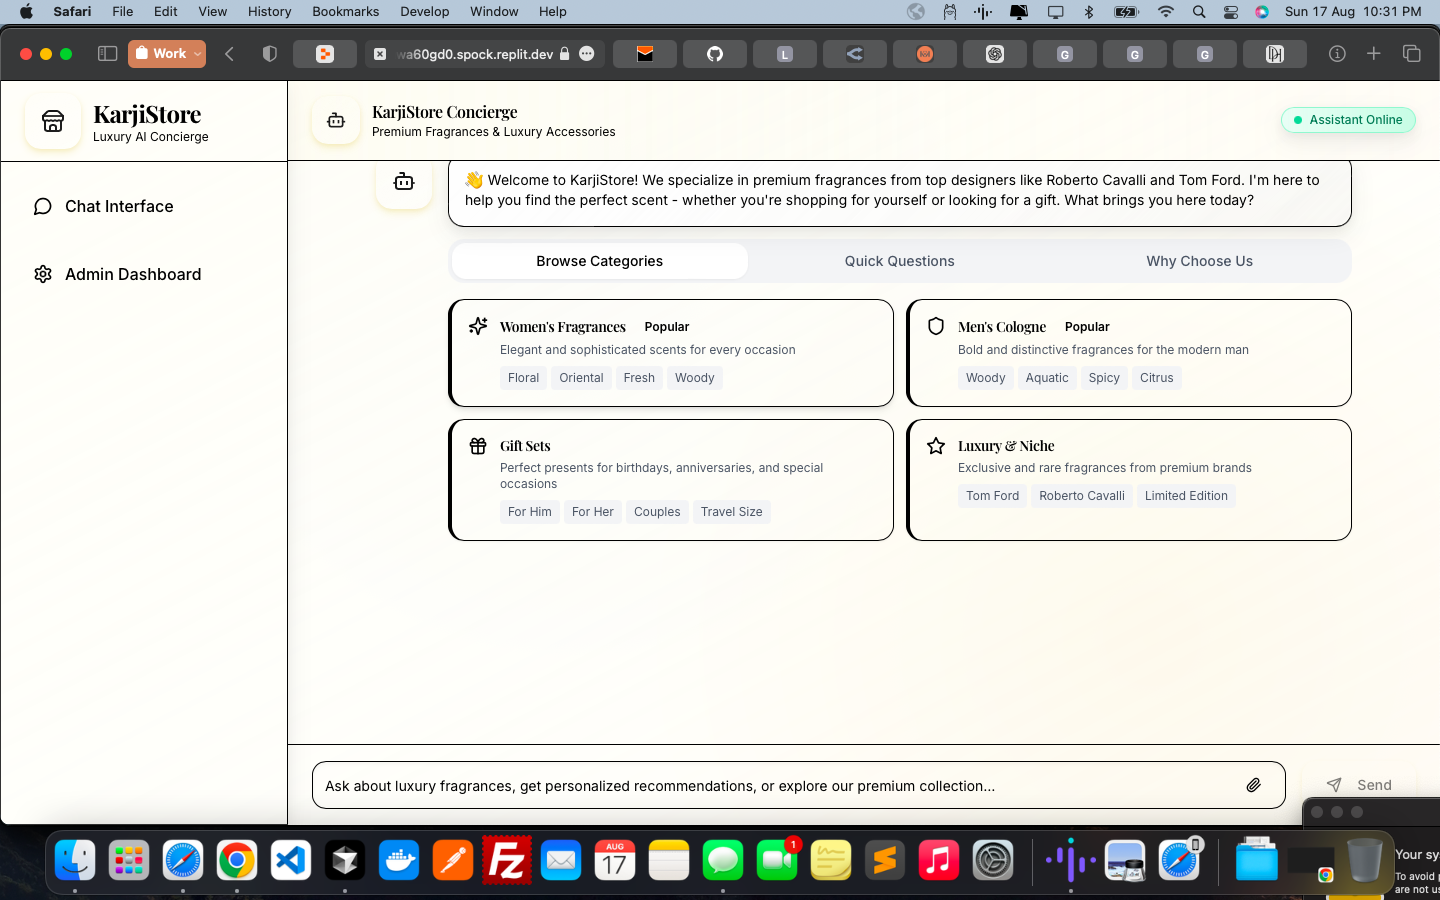 Safari File Edit View History Bookmarks Develop Window Help Sun 17 Aug 10:31 PM
Work
wa60gd0.spock.replit.dev
L
G
G
G
KarjiStore
Luxury AI Concierge
Chat Interface
Admin Dashboard
KarjiStore Concierge
Premium Fragrances & Luxury Accessories
Assistant Online
👋 Welcome to KarjiStore! We specialize in premium fragrances from top designers like Roberto Cavalli and Tom Ford. I'm here to
help you find the perfect scent - whether you're shopping for yourself or looking for a gift. What brings you here today?
Browse Categories Quick Questions Why Choose Us
Women's Fragrances Popular
Elegant and sophisticated scents for every occasion
Floral Oriental Fresh Woody
Men's Cologne Popular
Bold and distinctive fragrances for the modern man
Woody Aquatic Spicy Citrus
Gift Sets
Perfect presents for birthdays, anniversaries, and special
occasions
For Him For Her Couples Travel Size
Luxury & Niche
Exclusive and rare fragrances from premium brands
Tom Ford Roberto Cavalli Limited Edition
Ask about luxury fragrances, get personalized recommendations, or explore our premium collection...
Send
Fz
AUG
17
1
Your sy
To avoid p
are not us